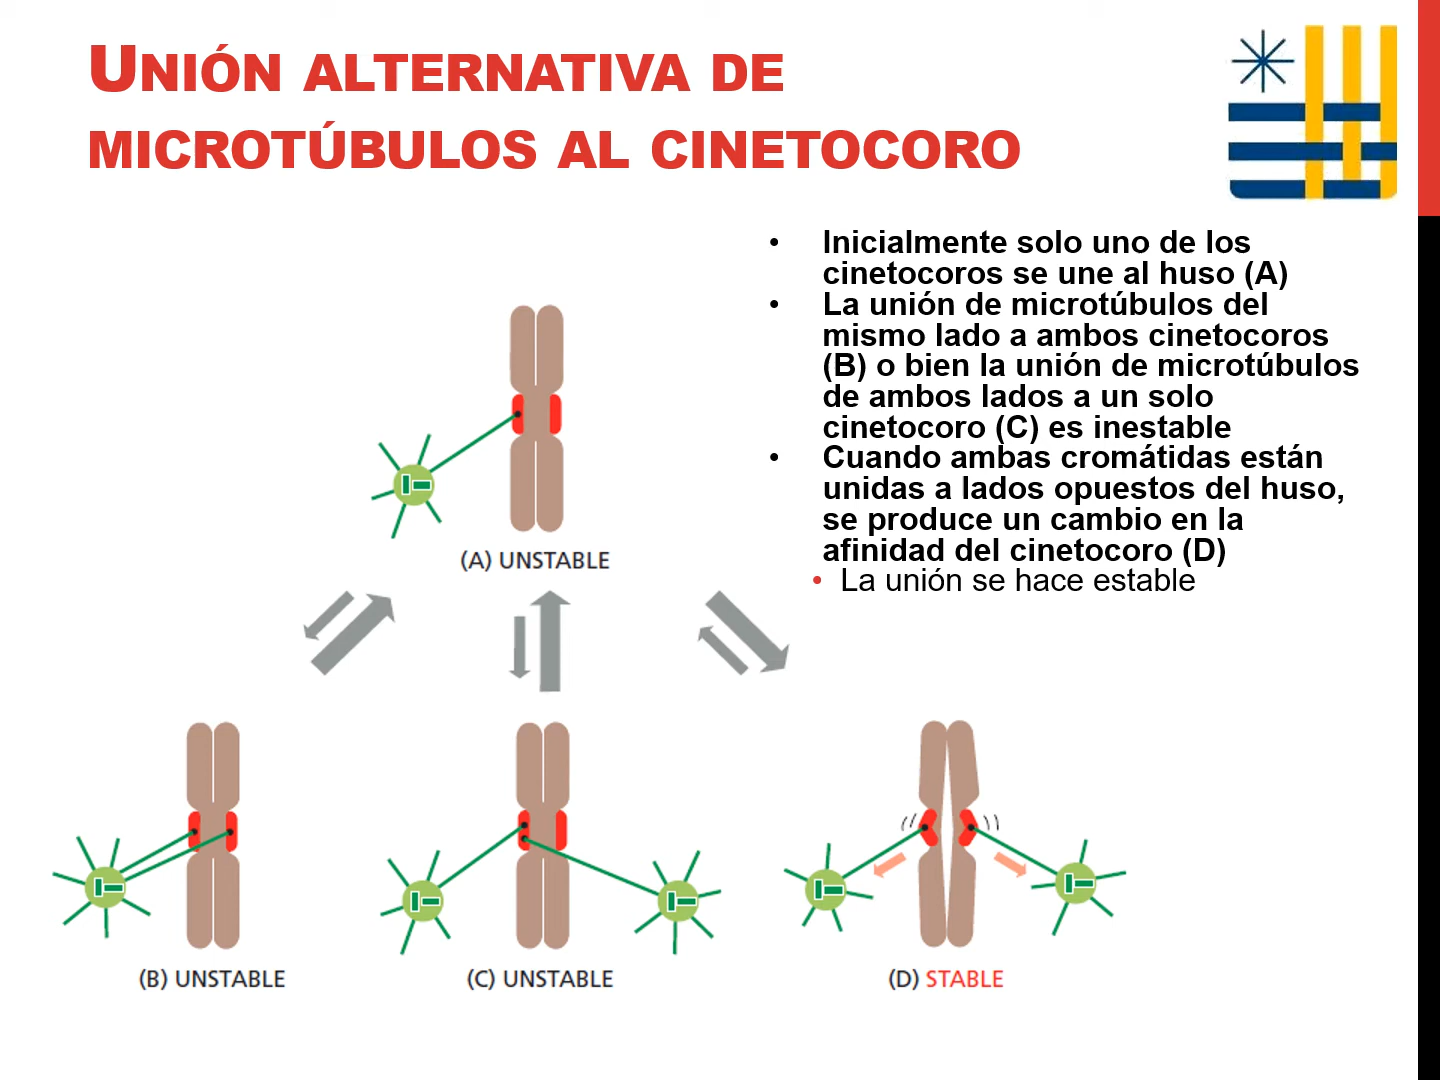 UNIÓN ALTERNATIVA DE
MICROTÚBULOS AL CINETOCORO
• Inicialmente solo uno de los
cinetocoros se une al huso (A)
• La unión de microtúbulos del
mismo lado a ambos cinetocoros
(B) o bien la unión de microtúbulos
de ambos lados a un solo
cinetocoro (C) es inestable
• Cuando ambas cromátidas están
unidas a lados opuestos del huso,
se produce un cambio en la
afinidad del cinetocoro (D)
• La unión se hace estable
(A) UNSTABLE
(B) UNSTABLE
(C) UNSTABLE
(D) STABLE